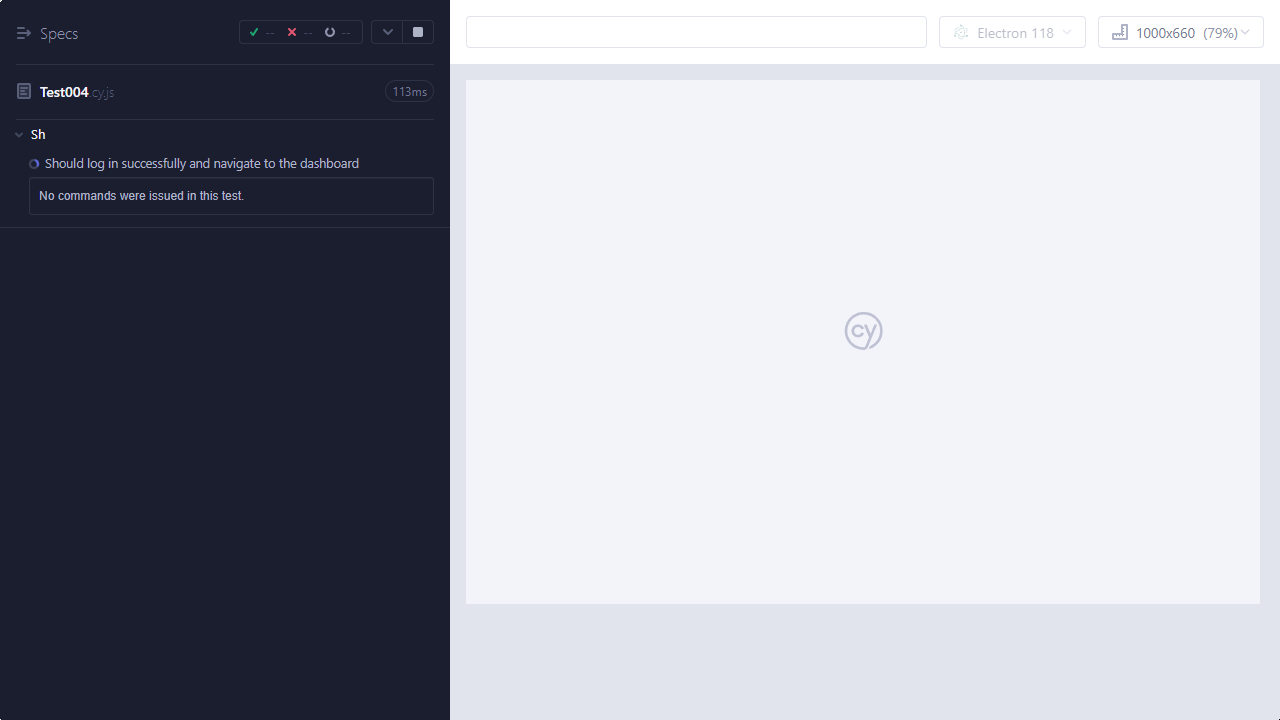 Specs
--
--
--
Electron 118
1000x660 (79%)
Test004.cy.js
113ms
Sh
Should log in successfully and navigate to the dashboard
No commands were issued in this test.
cy